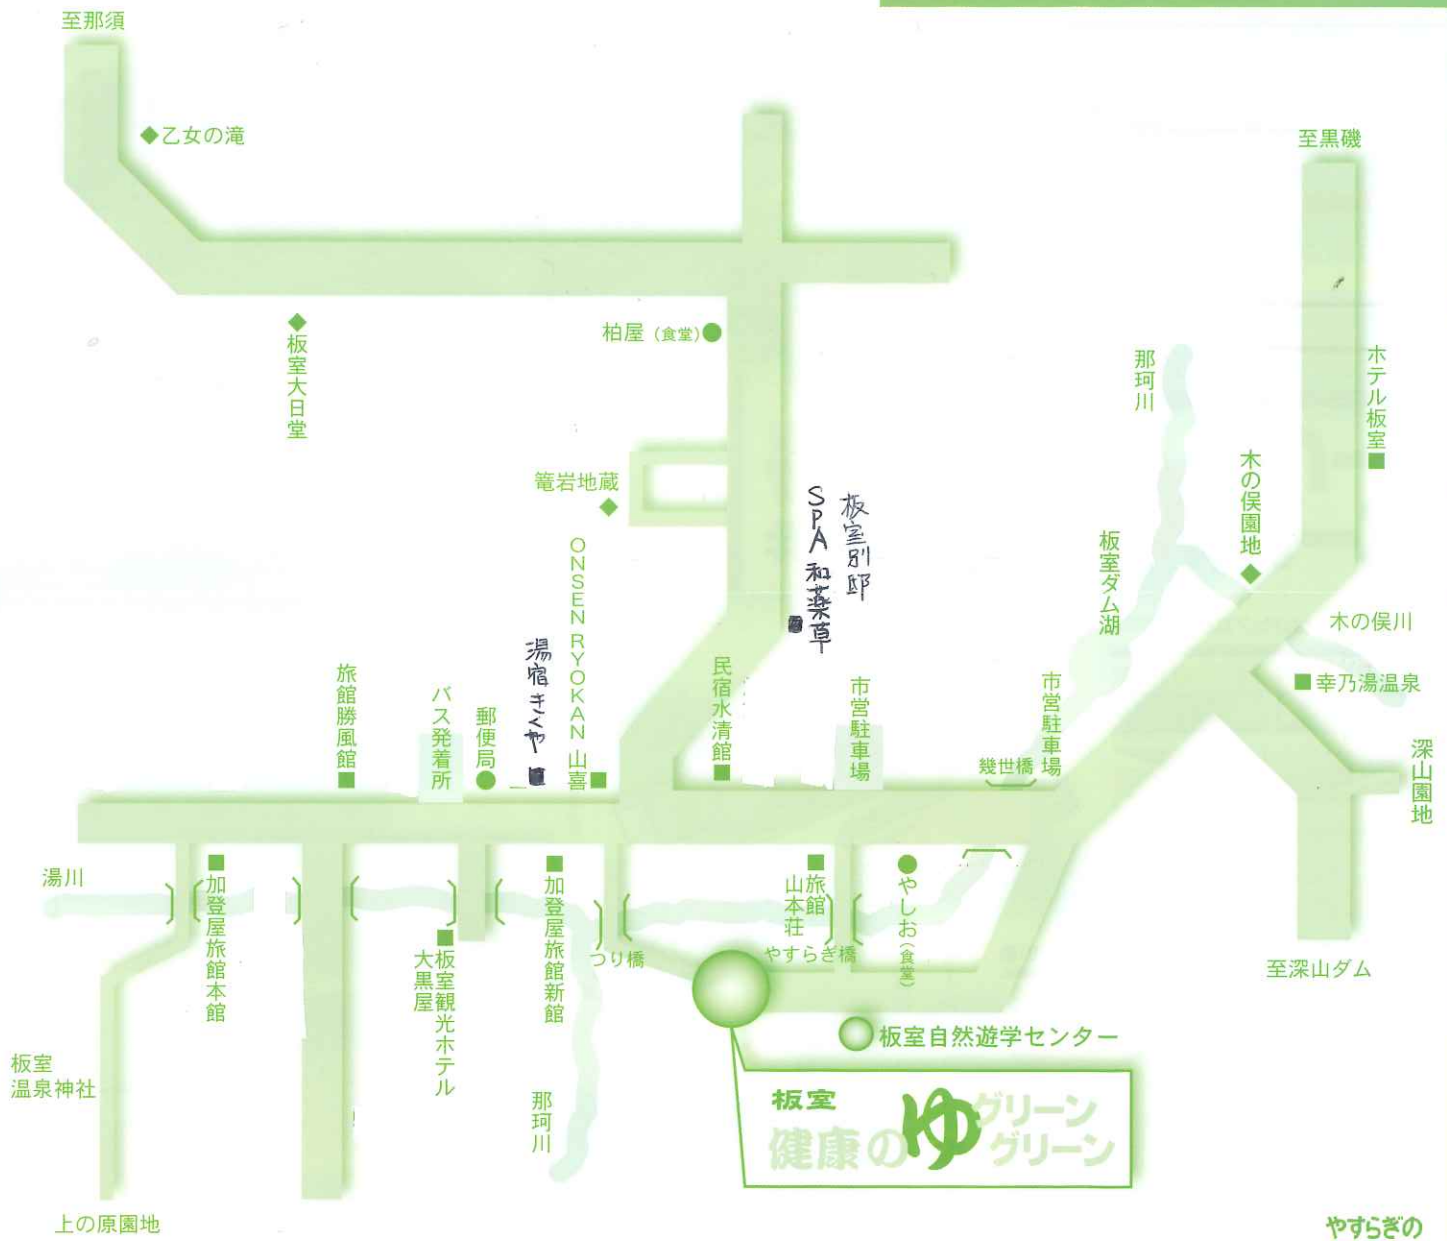 至那須
◆乙女の滝
至黒磯
柏屋（食堂）●
◆板室大日堂
那珂川
ホテル板室■
籠岩地蔵
◆
木の俣園地◆
板室別邸
SPA 和薬草
ONSEN RYOKAN 山喜■
板室ダム湖
木の俣川
湯宿きくや
旅館勝風館■
バス発着所
郵便局●
民宿水清館■
市営駐車場
市営駐車場
■幸乃湯温泉
幾世橋
深山園地
湯川
■加登屋旅館本館
■加登屋旅館新館
■旅館
山本荘
●やしお（食堂）
■板室観光ホテル
大黒屋
つり橋
やすらぎ橋
至深山ダム
板室自然遊学センター
板室
温泉神社
那珂川
板室
健康のゆ グリーン
グリーン
上の原園地
やすらぎの